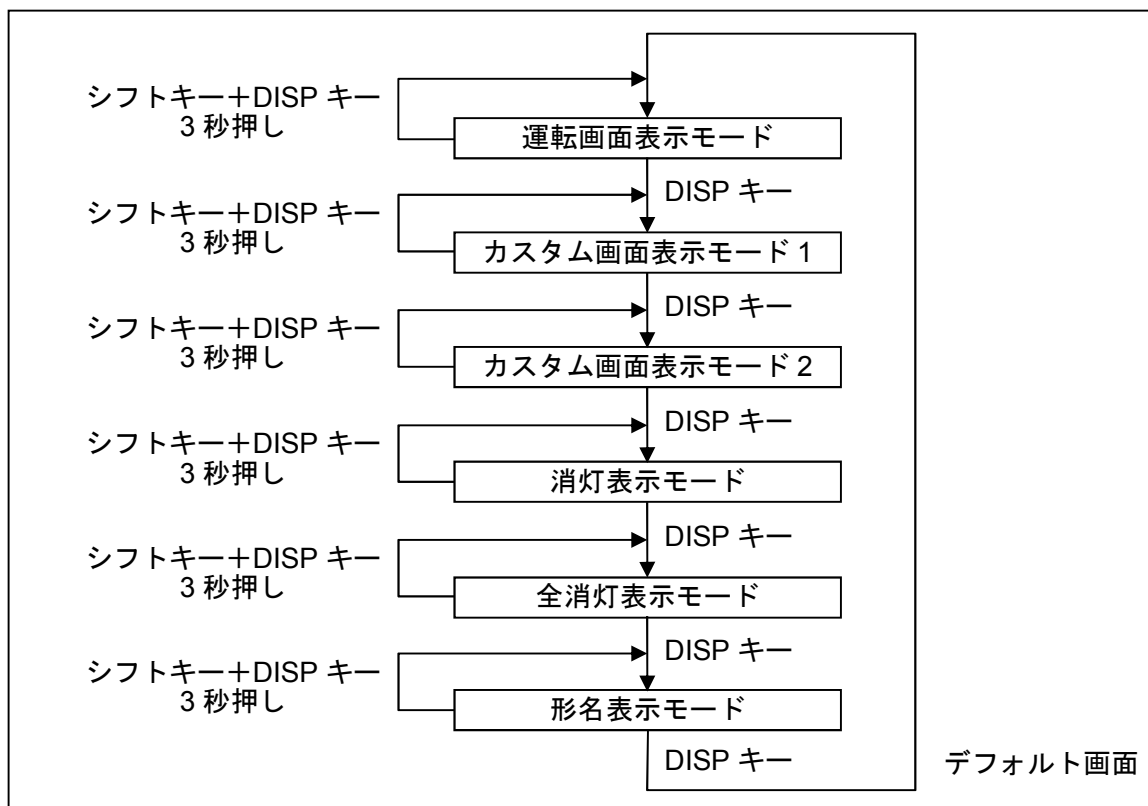 シフトキー+DISP キー
3 秒押し
運転画面表示モード
DISP キー
シフトキー+DISP キー
3 秒押し
カスタム画面表示モード 1
DISP キー
シフトキー+DISP キー
3 秒押し
カスタム画面表示モード 2
DISP キー
シフトキー+DISP キー
3 秒押し
消灯表示モード
DISP キー
シフトキー+DISP キー
3 秒押し
全消灯表示モード
DISP キー
シフトキー+DISP キー
3 秒押し
形名表示モード
DISP キー
デフォルト画面